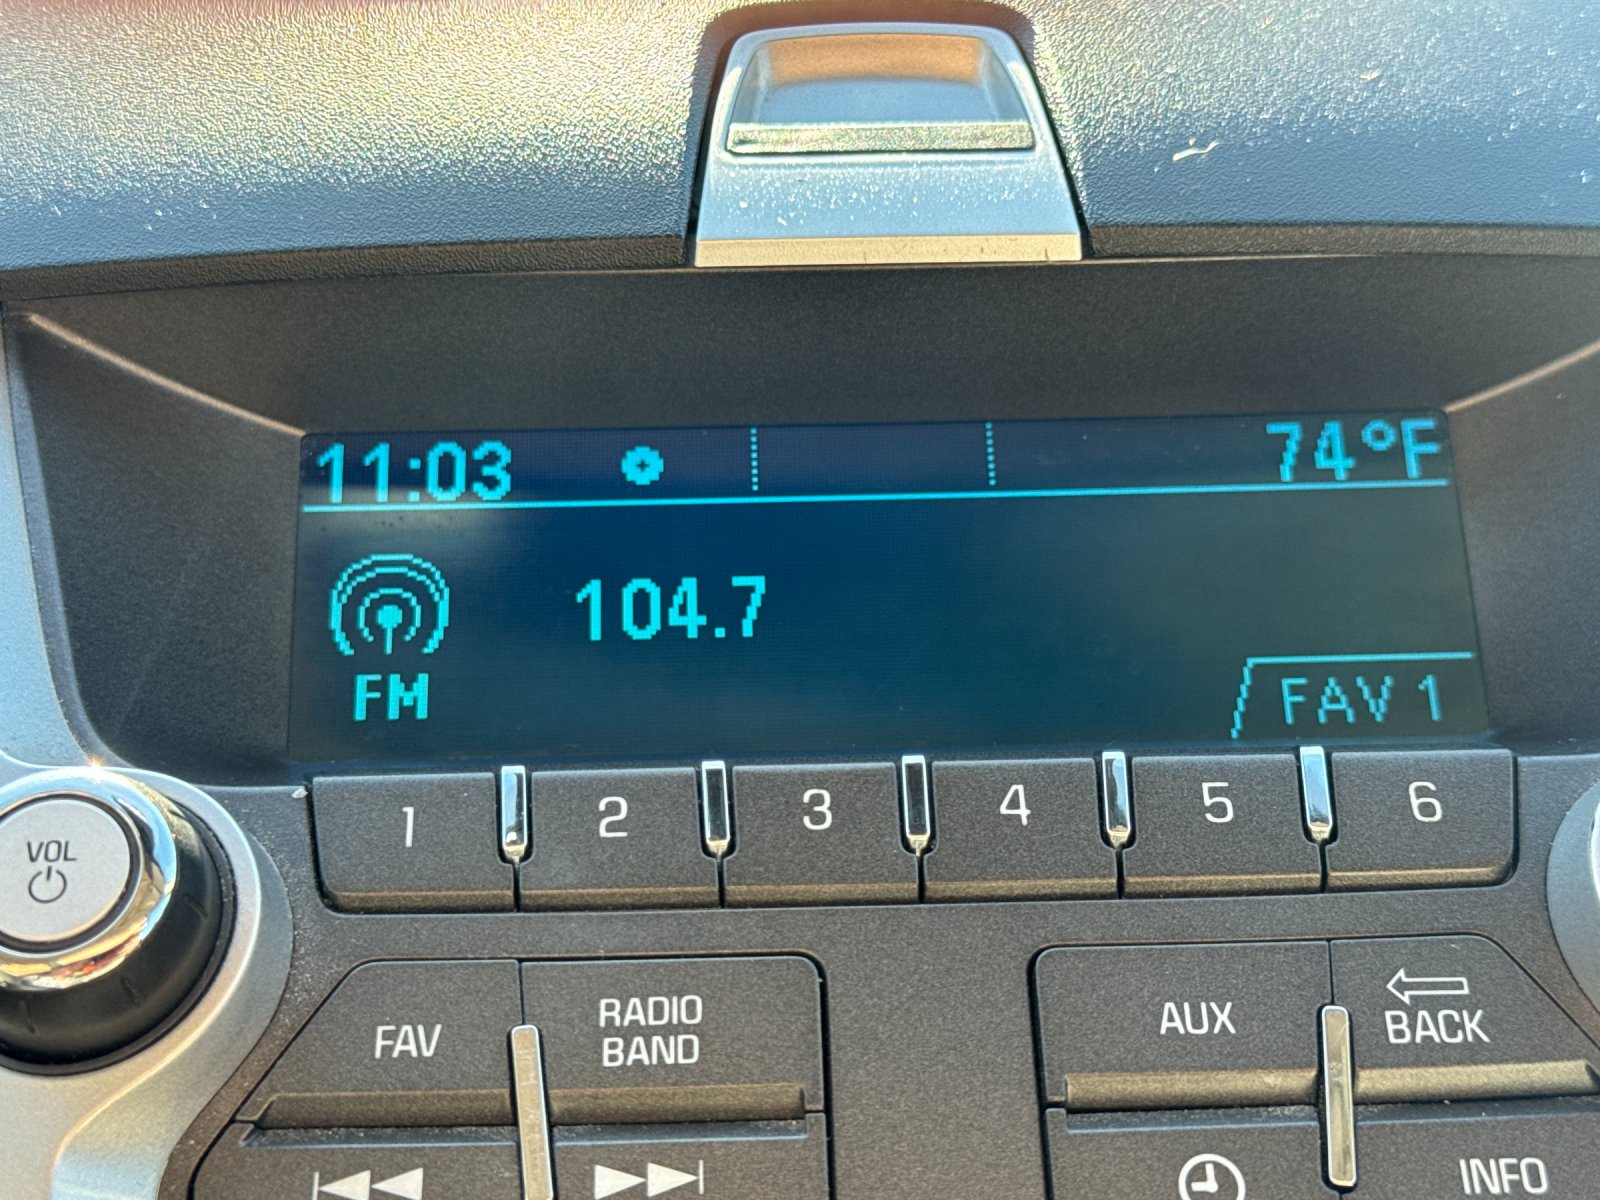 11:03 74°F
104.7
FM
FAV 1
1 2 3 4 5 6
VOL
FAV
RADIO
BAND
AUX
BACK
INFO